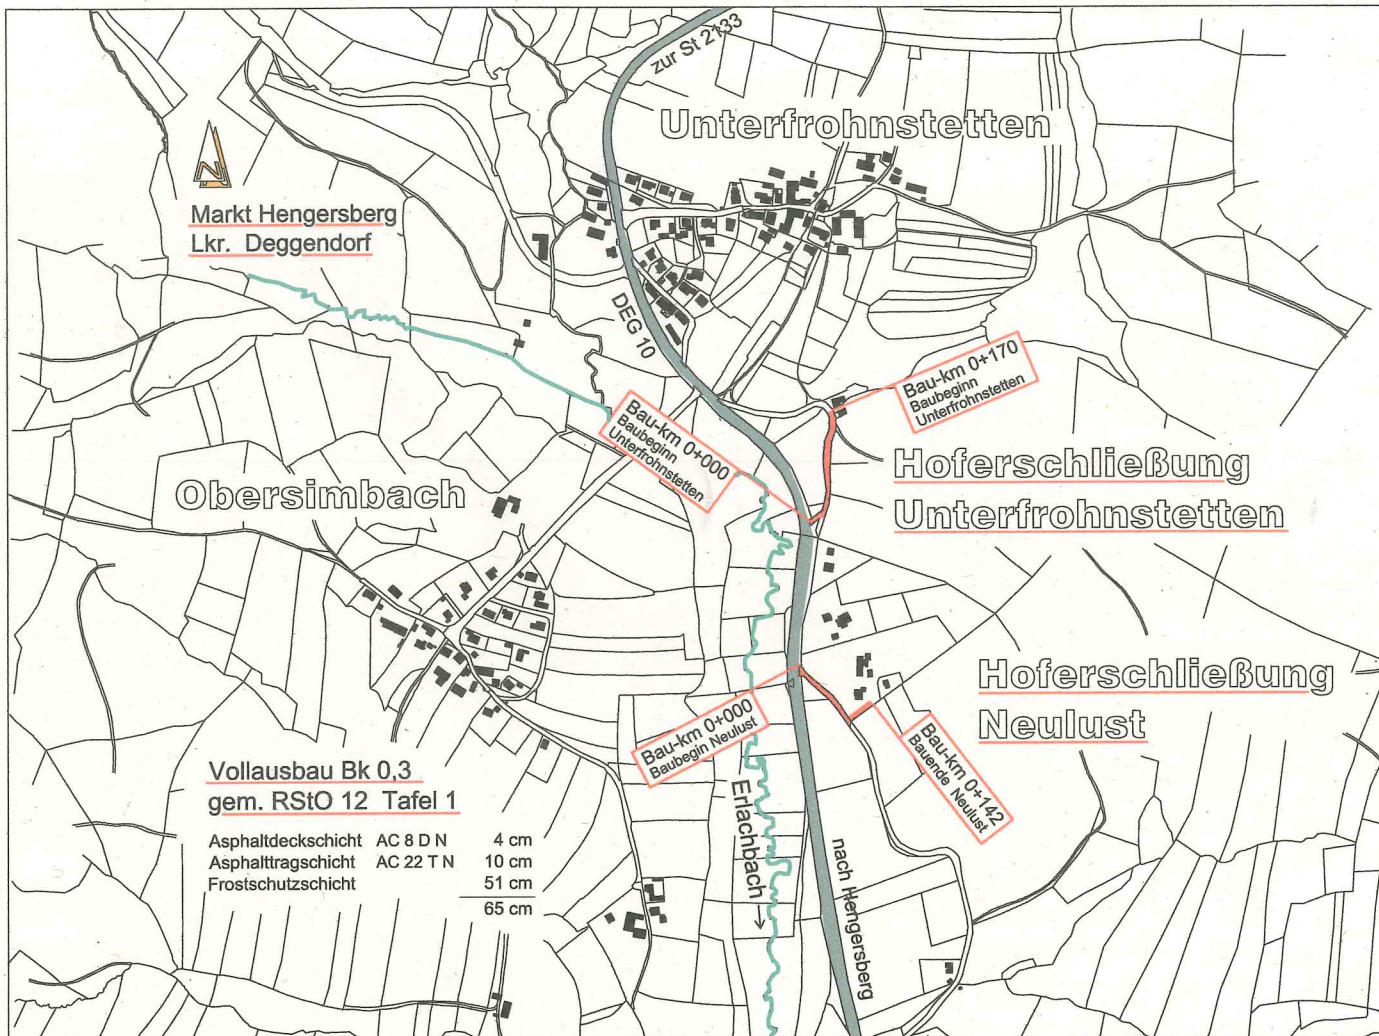 zur St 2133
Unterfrohnstetten
N
Markt Hengersberg
Lkr. Deggendorf
DEG 10
Bau-km 0+170
Baubeginn
Unterfrohnstetten
Bau-km 0+000
Baubeginn
Unterfrohnstetten
Hoferschließung
Unterfrohnstetten
Obersimbach
Hoferschließung
Neulust
Bau-km 0+000
Baubegin Neulust
Bau-km 0+142
Bauende Neulust
Vollausbau Bk 0,3
gem. RStO 12 Tafel 1
Asphaltdeckschicht AC 8 D N 4 cm
Asphalttragschicht AC 22 T N 10 cm
Frostschutzschicht 51 cm
65 cm
Erlachbach
nach Hengersberg